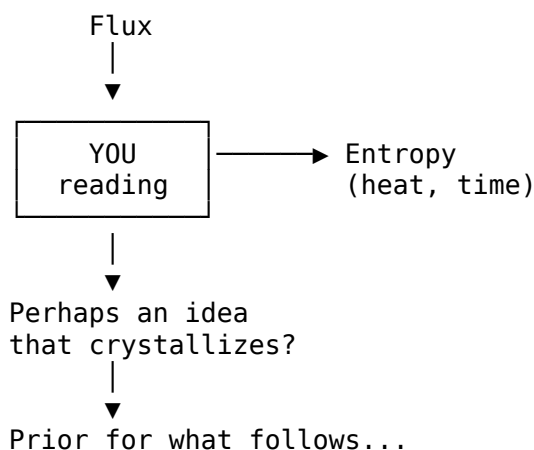 Flux
YOU
reading
Entropy
(heat, time)
Perhaps an idea
that crystallizes?
Prior for what follows...